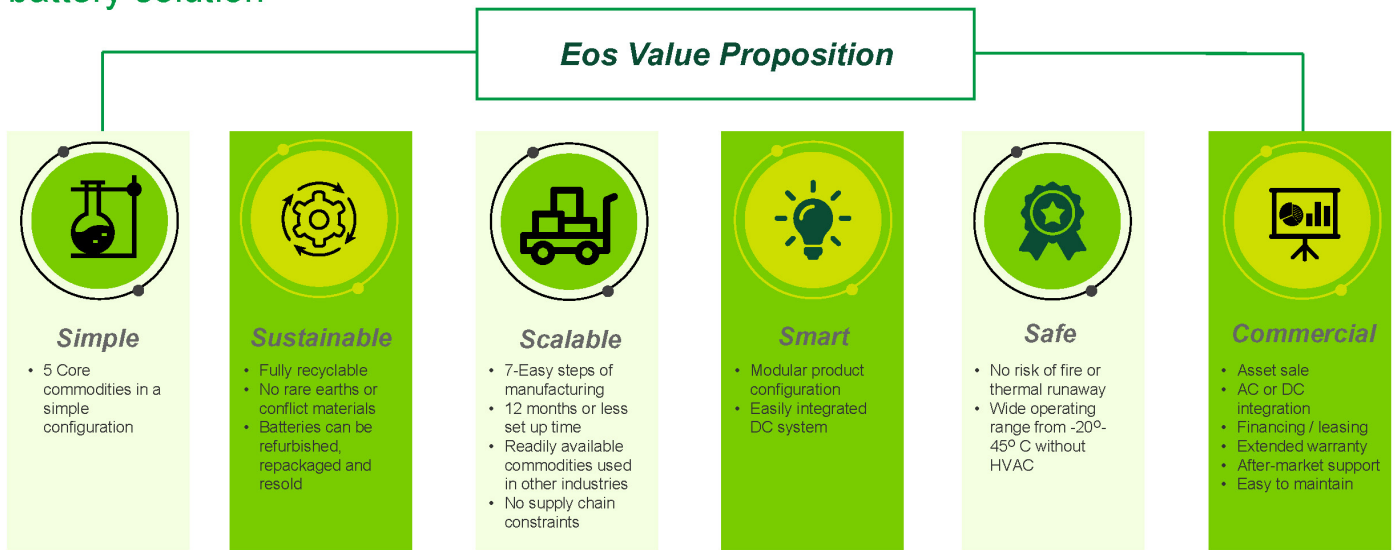 battery solution
Eos Value Proposition
Simple
• 5 Core
commodities in a
simple
configuration
Sustainable
• Fully recyclable
• No rare earths or
conflict materials
• Batteries can be
refurbished,
repackaged and
resold
Scalable
• 7-Easy steps of
manufacturing
• 12 months or less
set up time
• Readily available
commodities used
in other industries
• No supply chain
constraints
Smart
• Modular product
configuration
• Easily integrated
DC system
Safe
• No risk of fire or
thermal runaway
• Wide operating
range from -20º-
45º C without
HVAC
Commercial
• Asset sale
• AC or DC
integration
• Financing / leasing
• Extended warranty
• After-market support
• Easy to maintain